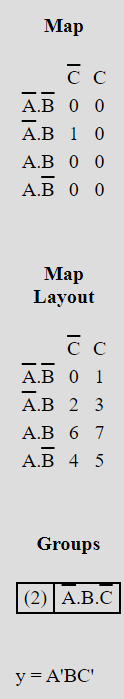 Map
C̅ C
A̅.B̅ 0 0
A̅.B 1 0
A.B 0 0
A.B̅ 0 0
Map
Layout
C̅ C
A̅.B̅ 0 1
A̅.B 2 3
A.B 6 7
A.B̅ 4 5
Groups
(2) A̅.B.C̅
y = A'BC'